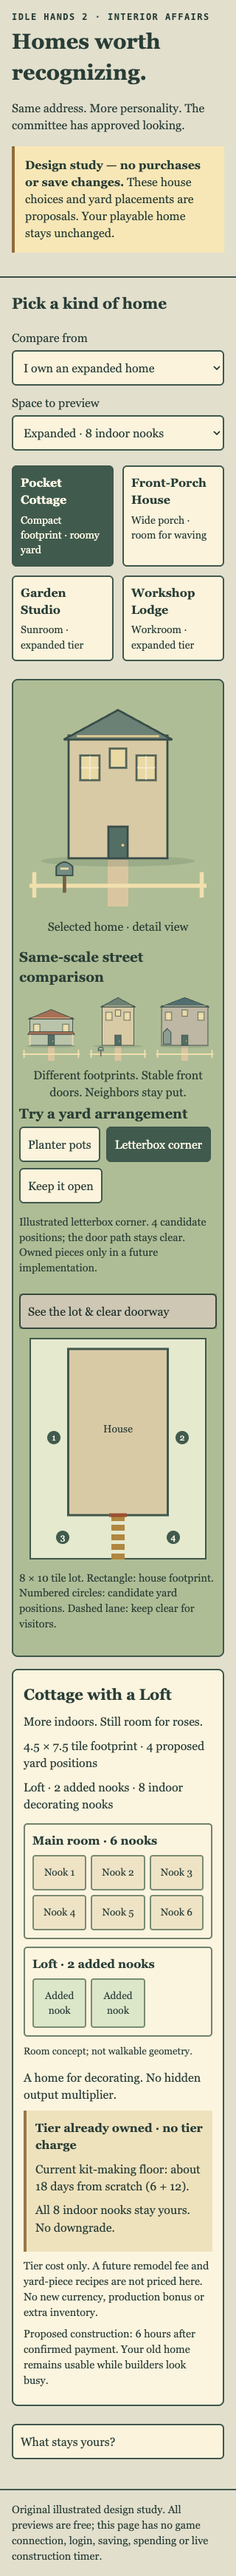 IDLE HANDS 2 · INTERIOR AFFAIRS
Homes worth
recognizing.
Same address. More personality. The
committee has approved looking.
Design study — no purchases
or save changes. These house
choices and yard placements are
proposals. Your playable home
stays unchanged.
Pick a kind of home
Compare from
I own an expanded home
Space to preview
Expanded · 8 indoor nooks
Pocket
Cottage
Compact
footprint · roomy
yard
Front-Porch
House
Wide porch ·
room for waving
Garden
Studio
Sunroom ·
expanded tier
Workshop
Lodge
Workroom ·
expanded tier
Selected home · detail view
Same-scale street
comparison
Different footprints. Stable front
doors. Neighbors stay put.
Try a yard arrangement
Planter pots
Letterbox corner
Keep it open
Illustrated letterbox corner. 4 candidate
positions; the door path stays clear.
Owned pieces only in a future
implementation.
See the lot & clear doorway
House
1
2
3
4
8 × 10 tile lot. Rectangle: house footprint.
Numbered circles: candidate yard
positions. Dashed lane: keep clear for
visitors.
Cottage with a Loft
More indoors. Still room for roses.
4.5 × 7.5 tile footprint · 4 proposed
yard positions
Loft · 2 added nooks · 8 indoor
decorating nooks
Main room · 6 nooks
Nook 1
Nook 2
Nook 3
Nook 4
Nook 5
Nook 6
Loft · 2 added nooks
Added
nook
Added
nook
Room concept; not walkable geometry.
A home for decorating. No hidden
output multiplier.
Tier already owned · no tier
charge
Current kit-making floor: about
18 days from scratch (6 + 12).
All 8 indoor nooks stay yours.
No downgrade.
Tier cost only. A future remodel fee and
yard-piece recipes are not priced here.
No new currency, production bonus or
extra inventory.
Proposed construction: 6 hours after
confirmed payment. Your old home
remains usable while builders look
busy.
What stays yours?
Original illustrated design study. All
previews are free; this page has no game
connection, login, saving, spending or live
construction timer.